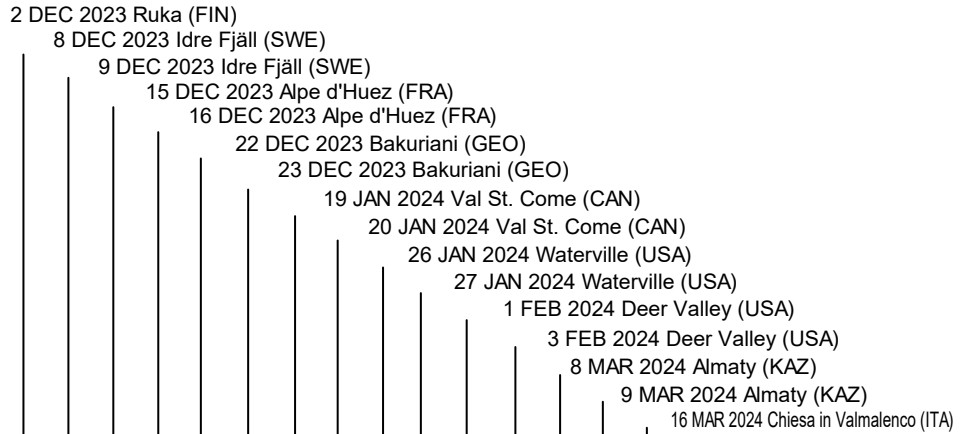 2 DEC 2023 Ruka (FIN)
8 DEC 2023 Idre Fjäll (SWE)
9 DEC 2023 Idre Fjäll (SWE)
15 DEC 2023 Alpe d'Huez (FRA)
16 DEC 2023 Alpe d'Huez (FRA)
22 DEC 2023 Bakuriani (GEO)
23 DEC 2023 Bakuriani (GEO)
19 JAN 2024 Val St. Come (CAN)
20 JAN 2024 Val St. Come (CAN)
26 JAN 2024 Waterville (USA)
27 JAN 2024 Waterville (USA)
1 FEB 2024 Deer Valley (USA)
3 FEB 2024 Deer Valley (USA)
8 MAR 2024 Almaty (KAZ)
9 MAR 2024 Almaty (KAZ)
16 MAR 2024 Chiesa in Valmalenco (ITA)